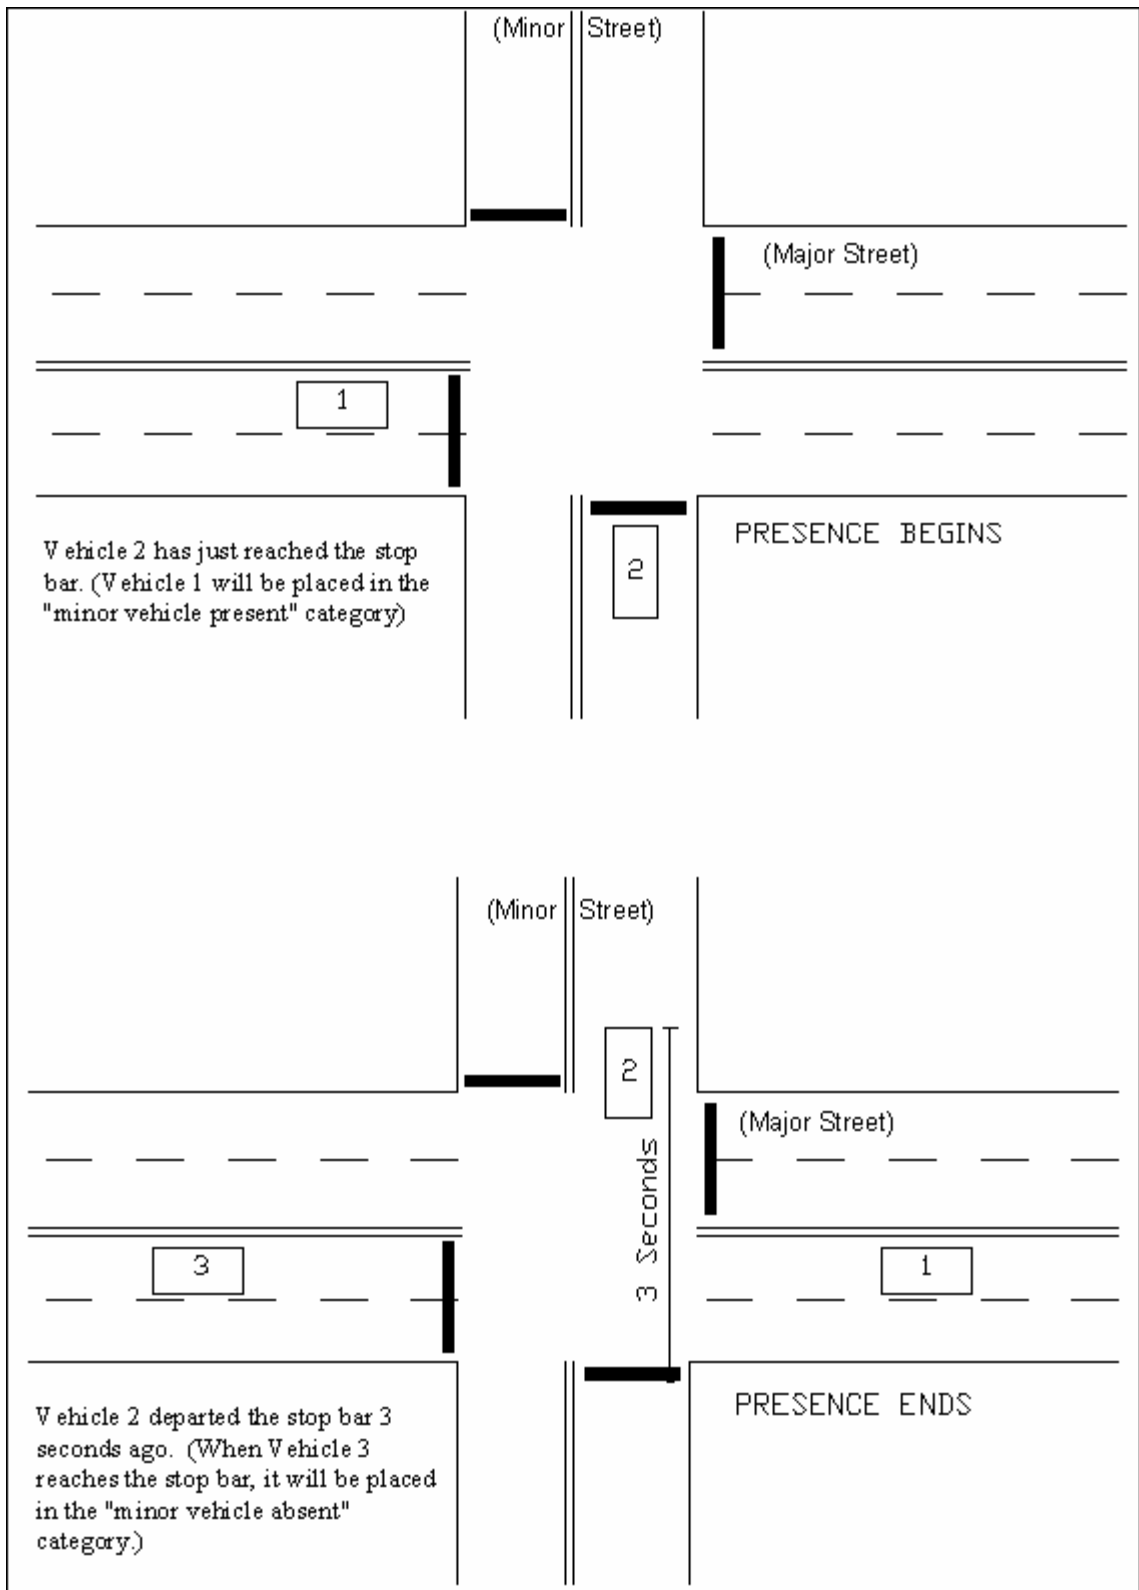 (Minor Street)
(Major Street)
1
Vehicle 2 has just reached the stop
bar. (Vehicle 1 will be placed in the
"minor vehicle present" category)
2
PRESENCE BEGINS
(Minor Street)
2
(Major Street)
3 Seconds
3
1
Vehicle 2 departed the stop bar 3
seconds ago.  (When Vehicle 3
reaches the stop bar, it will be placed
in the "minor vehicle absent"
category.)
PRESENCE ENDS